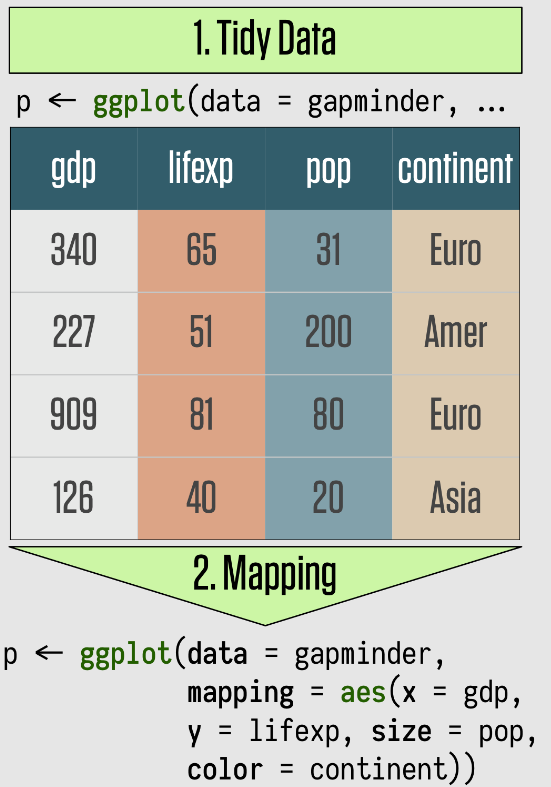 1. Tidy Data
p ← ggplot(data = gapminder, ...
gdp lifexp pop continent
340 65 31 Euro
227 51 200 Amer
909 81 80 Euro
126 40 20 Asia
2. Mapping
p ← ggplot(data = gapminder,
mapping = aes(x = gdp,
y = lifexp, size = pop,
color = continent))